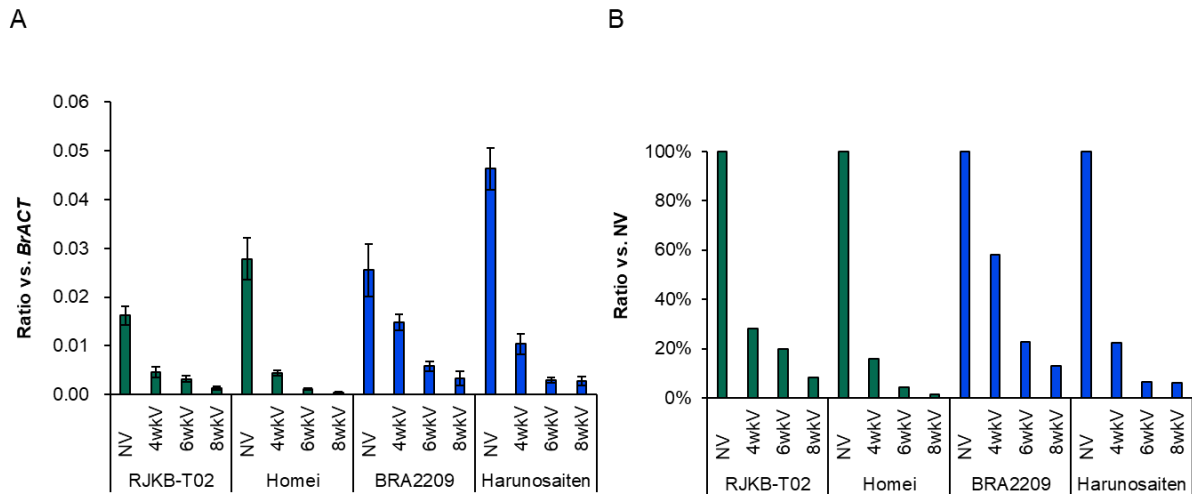 A
Ratio vs. BrACT
0.06
0.05
0.04
0.03
0.02
0.01
0.00
NV 4wkV 6wkV 8wkV NV 4wkV 6wkV 8wkV NV 4wkV 6wkV 8wkV NV 4wkV 6wkV 8wkV
RJKB-T02 Homei BRA2209 Harunosaiten
B
Ratio vs. NV
100%
80%
60%
40%
20%
0%
NV 4wkV 6wkV 8wkV NV 4wkV 6wkV 8wkV NV 4wkV 6wkV 8wkV NV 4wkV 6wkV 8wkV
RJKB-T02 Homei BRA2209 Harunosaiten